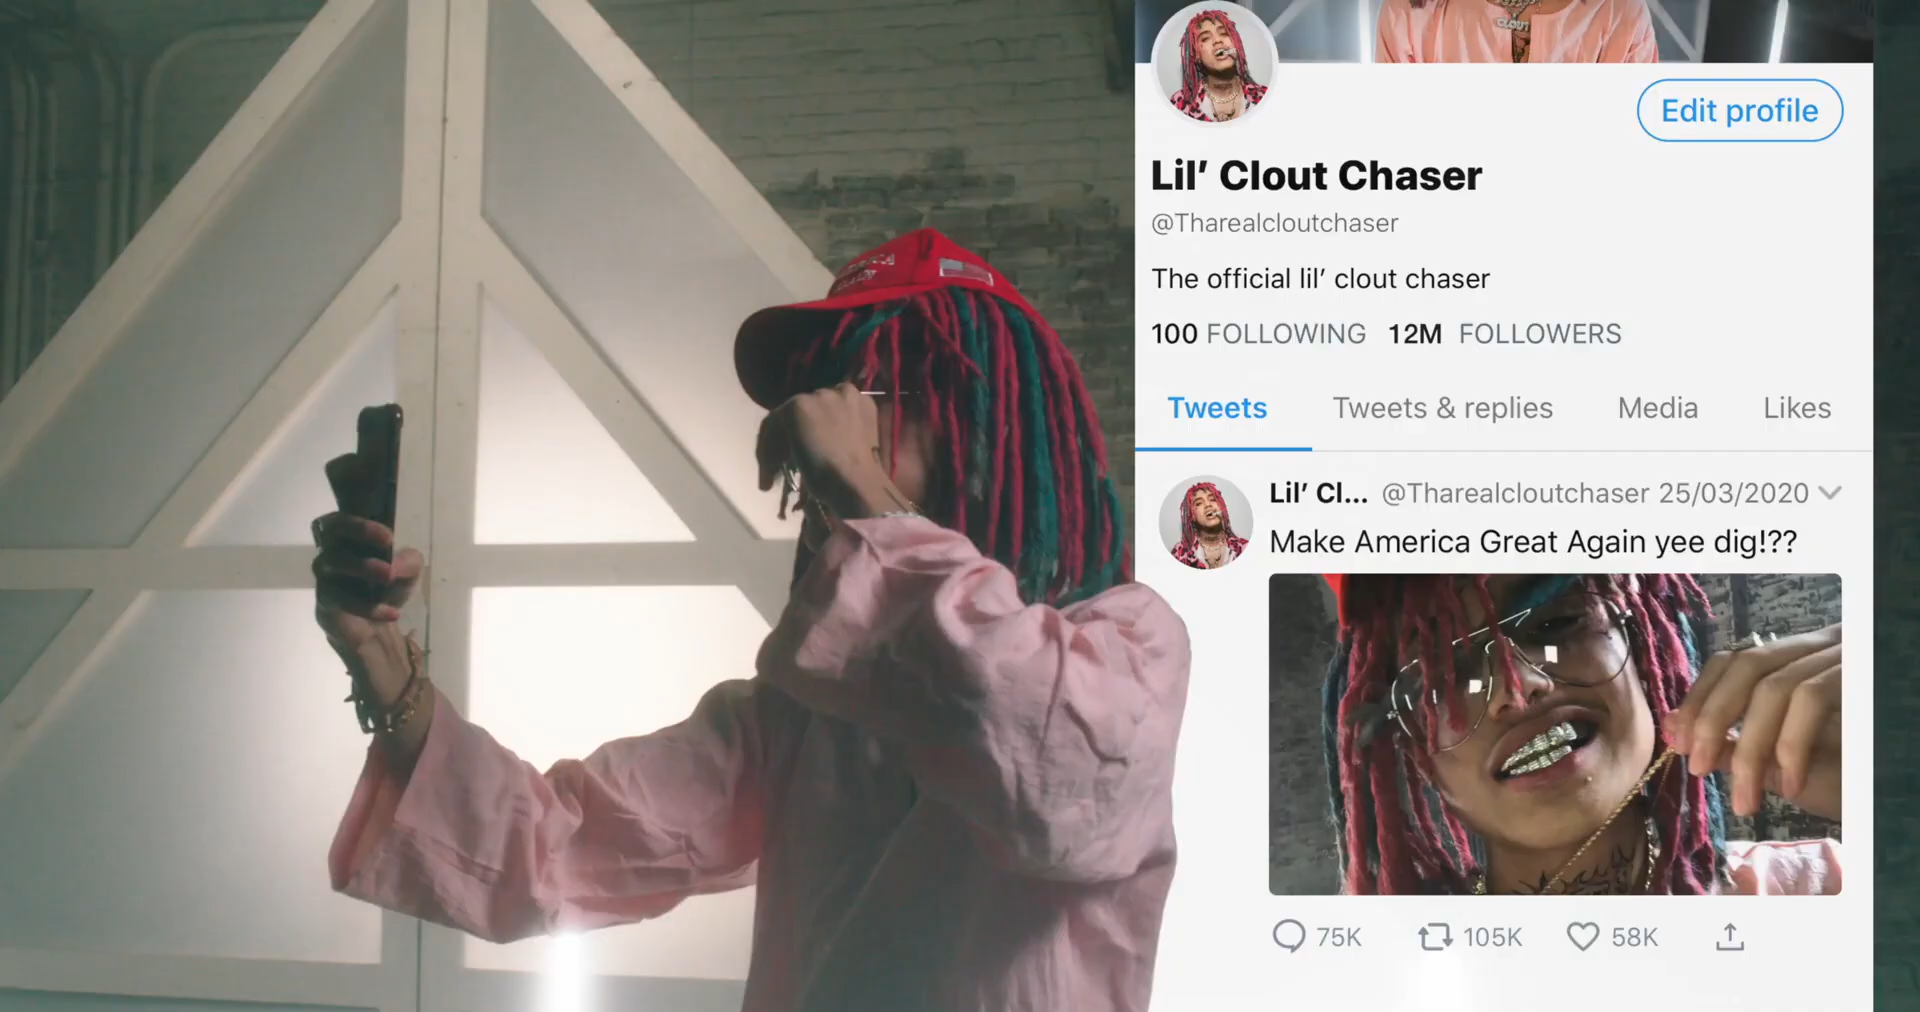 CLOUT
Edit profile
Lil’ Clout Chaser
@Tharealcloutchaser
The official lil’ clout chaser
100 FOLLOWING 12M FOLLOWERS
Tweets Tweets & replies Media Likes
Lil’ Cl... @Tharealcloutchaser 25/03/2020
Make America Great Again yee dig!??
75K 105K 58K